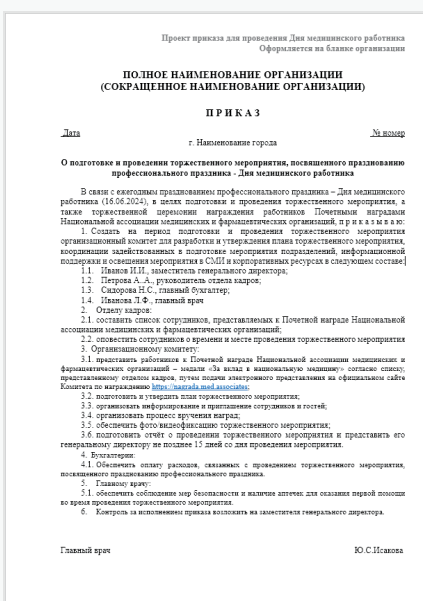 Проект приказа для проведения Дня медицинского работника
Оформляется на бланке организации
ПОЛНОЕ НАИМЕНОВАНИЕ ОРГАНИЗАЦИИ
(СОКРАЩЕННОЕ НАИМЕНОВАНИЕ ОРГАНИЗАЦИИ)
П Р И К А З
Дата № номер
г. Наименование города
О подготовке и проведении торжественного мероприятия, посвященного празднованию
профессионального праздника - Дня медицинского работника
В связи с ежегодным празднованием профессионального праздника – Дня медицинского
работника (16.06.2024), в целях подготовки и проведения торжественного мероприятия, а
также торжественной церемонии награждения работников Почетными наградами
Национальной ассоциации медицинских и фармацевтических организаций, п р и к а з ы в а ю:
1. Создать на период подготовки и проведения торжественного мероприятия
организационный комитет для разработки и утверждения плана торжественного мероприятия,
координации задействованных в подготовке мероприятия подразделений, информационной
поддержки и освещения мероприятия в СМИ и корпоративных ресурсах в следующем составе:
1.1. Иванов И.И., заместитель генерального директора;
1.2. Петрова А..А., руководитель отдела кадров;
1.3. Сидорова Н.С., главный бухгалтер;
1.4. Иванова Л.Ф., главный врач
2. Отделу кадров:
2.1. составить список сотрудников, представляемых к Почетной награде Национальной
ассоциации медицинских и фармацевтических организаций;
2.2. оповестить сотрудников о времени и месте проведения торжественного мероприятия
3. Организационному комитету:
3.1. представить работников к Почетной награде Национальной ассоциации медицинских и
фармацевтических организаций – медали «За вклад в национальную медицину» согласно списку,
представленному отделом кадров, путем подачи электронного представления на официальном сайте
Комитета по награждению https://nagrada.med.associates;
3.2. подготовить и утвердить план торжественного мероприятия;
3.3. организовать информирование и приглашение сотрудников и гостей;
3.4. организовать процесс вручения наград;
3.5. обеспечить фото/видеофиксацию торжественного мероприятия;
3.6. подготовить отчёт о проведении торжественного мероприятия и представить его
генеральному директору не позднее 15 дней со дня проведения мероприятия.
4. Бухгалтерии:
4.1. Обеспечить оплату расходов, связанных с проведением торжественного мероприятия,
посвященного празднованию профессионального праздника.
5. Главному врачу:
5.1. обеспечить соблюдение мер безопасности и наличие аптечек для оказания первой помощи
во время проведения торжественного мероприятия.
6. Контроль за исполнением приказа возложить на заместителя генерального директора.
Главный врач Ю.С.Исакова